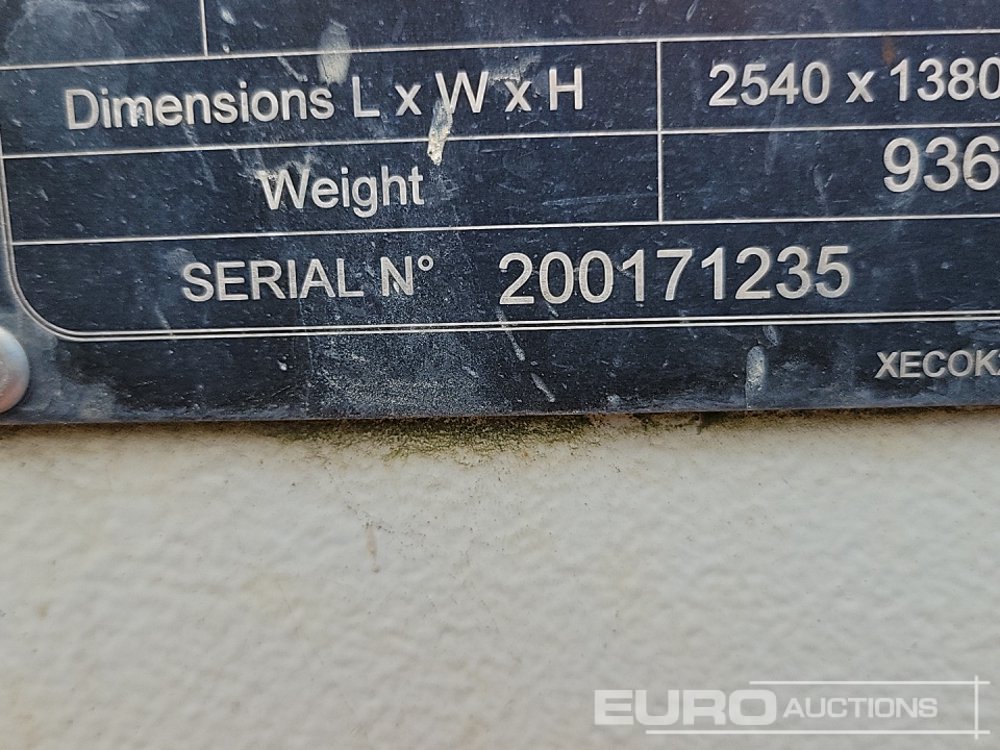 Dimensions L x W x H 2540 x 1380
Weight 936
SERIAL N° 200171235
XECOK
EURO AUCTIONS